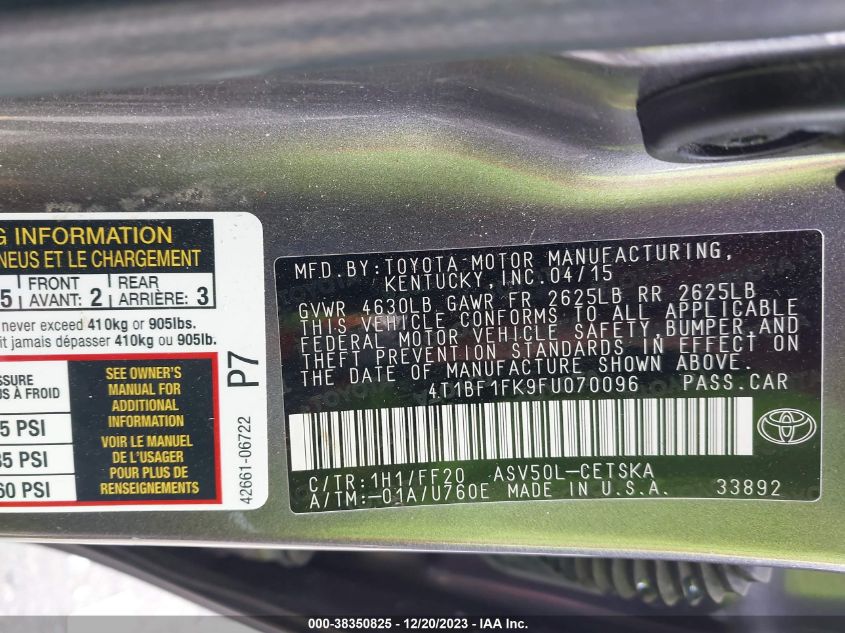 G INFORMATION
NEUS ET LE CHARGEMENT
5 FRONT AVANT: 2 REAR ARRIÈRE: 3
never exceed 410kg or 905lbs.
it jamais dépasser 410kg ou 905lb.
SSURE
S À FROID
5 PSI
35 PSI
60 PSI
SEE OWNER'S
MANUAL FOR
ADDITIONAL
INFORMATION
VOIR LE MANUEL
DE L'USAGER
POUR PLUS DE
RENSEIGNEMENTS
P7
42661-06722
MFD. BY: TOYOTA MOTOR MANUFACTURING,
KENTUCKY, INC. 04/15
GVWR 4630LB GAWR FR 2625LB RR 2625LB
THIS VEHICLE CONFORMS TO ALL APPLICABLE
FEDERAL MOTOR VEHICLE SAFETY, BUMPER, AND
THEFT PREVENTION STANDARDS IN EFFECT ON
THE DATE OF MANUFACTURE SHOWN ABOVE.
4T1BF1FK9FU070096 PASS.CAR
C/TR: 1H1/FF20 ASV50L-CETSKA
A/TM: -01A/U760E MADE IN U.S.A. 33892
000-38350825 - 12/20/2023 - IAA Inc.